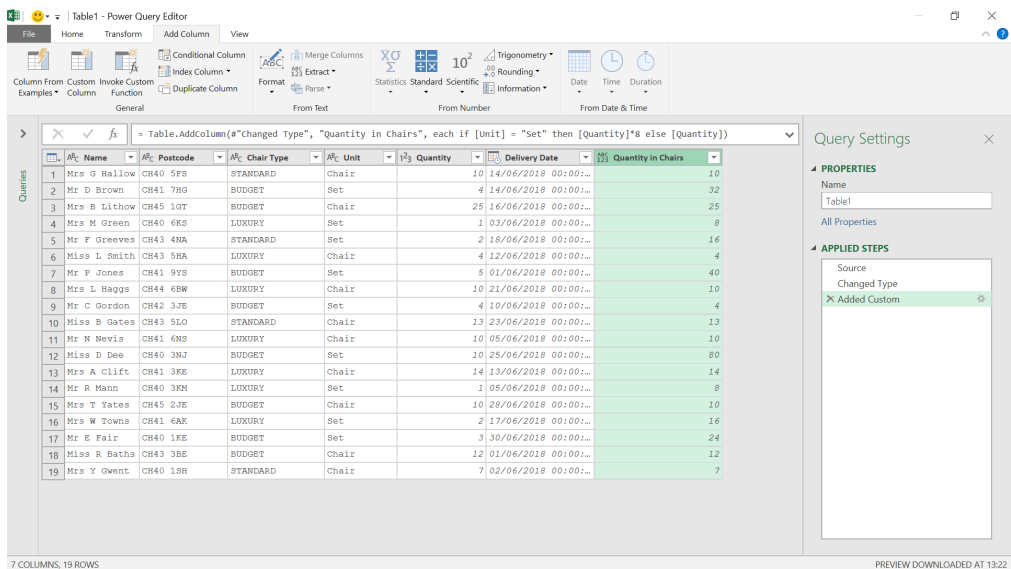 Table1 - Power Query Editor
File Home Transform Add Column View
Column From Examples
Custom Column
Invoke Custom Function
Conditional Column
Index Column
Duplicate Column
General
ABC
Format
Merge Columns
ABC 123 Extract
Parse
From Text
XO Σ
Statistics
Standard
10²
Scientific
Trigonometry
.00 Rounding
Information
From Number
Date
Time
Duration
From Date & Time
fx = Table.AddColumn(#"Changed Type", "Quantity in Chairs", each if [Unit] = "Set" then [Quantity]*8 else [Quantity])
Queries
ABC Name ABC Postcode ABC Chair Type ABC Unit 123 Quantity Delivery Date ABC 123 Quantity in Chairs
1 Mrs G Hallow CH40 5FS STANDARD Chair 10 14/06/2018 00:00:… 10
2 Mr D Brown CH41 7HG BUDGET Set 4 14/06/2018 00:00:… 32
3 Mrs B Lithow CH45 1GT BUDGET Chair 25 16/06/2018 00:00:… 25
4 Mrs M Green CH40 6KS LUXURY Set 1 03/06/2018 00:00:… 8
5 Mr F Greeves CH43 4NA STANDARD Set 2 18/06/2018 00:00:… 16
6 Miss L Smith CH43 5HA LUXURY Chair 4 12/06/2018 00:00:… 4
7 Mr P Jones CH41 9YS BUDGET Set 5 01/06/2018 00:00:… 40
8 Mrs L Haggs CH44 6BW LUXURY Chair 10 21/06/2018 00:00:… 10
9 Mr C Gordon CH42 3JE BUDGET Set 4 10/06/2018 00:00:… 4
10 Miss B Gates CH43 5LO STANDARD Chair 13 23/06/2018 00:00:… 13
11 Mr N Nevis CH41 6NS LUXURY Chair 10 05/06/2018 00:00:… 10
12 Miss D Dee CH40 3NJ BUDGET Set 10 25/06/2018 00:00:… 80
13 Mrs A Clift CH41 3KE LUXURY Chair 14 13/06/2018 00:00:… 14
14 Mr R Mann CH40 3KM LUXURY Set 1 05/06/2018 00:00:… 8
15 Mrs T Yates CH45 2JE BUDGET Chair 10 28/06/2018 00:00:… 10
16 Mrs W Towns CH41 6AK LUXURY Set 2 17/06/2018 00:00:… 16
17 Mr E Fair CH40 1KE BUDGET Set 3 30/06/2018 00:00:… 24
18 Miss R Baths CH43 3BE BUDGET Chair 12 01/06/2018 00:00:… 12
19 Mrs Y Gwent CH40 1SH STANDARD Chair 7 02/06/2018 00:00:… 7
Query Settings
PROPERTIES
Name
Table1
All Properties
APPLIED STEPS
Source
Changed Type
Added Custom
7 COLUMNS, 19 ROWS
PREVIEW DOWNLOADED AT 13:22